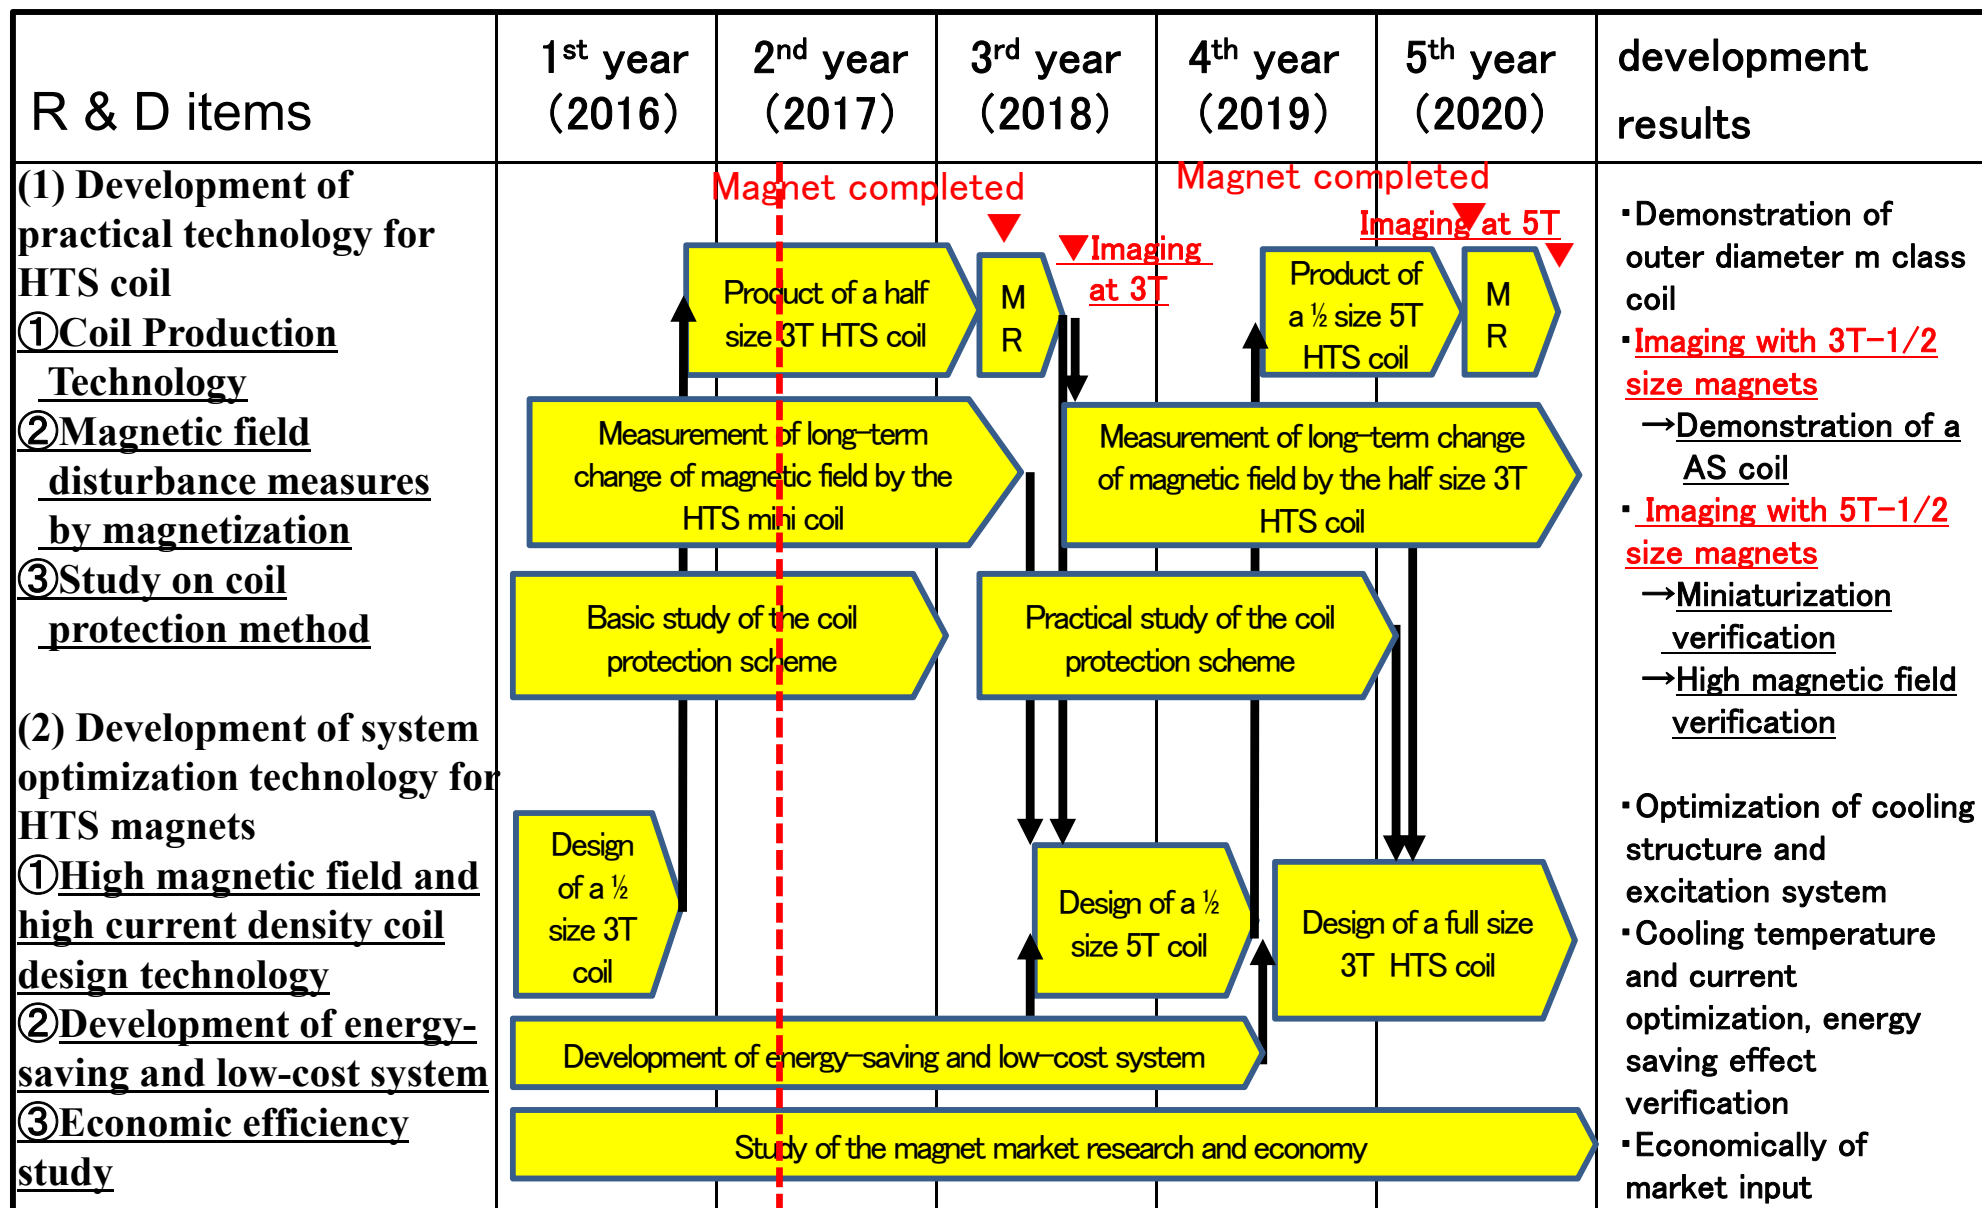 R & D items
1st year
（2016）
2nd year
（2017）
3rd year
（2018）
4th year
（2019）
5th year
（2020）
development
results
(1) Development of
practical technology for
HTS coil
①Coil Production
Technology
②Magnetic field
disturbance measures
by magnetization
③Study on coil
protection method
(2) Development of system
optimization technology for
HTS magnets
①High magnetic field and
high current density coil
design technology
②Development of energy-
saving and low-cost system
③Economic efficiency
study
Magnet completed
Magnet completed
Imaging
at 3T
Imaging at 5T
Product of a half
size 3T HTS coil
M
R
Product of
a ½ size 5T
HTS coil
M
R
Measurement of long-term
change of magnetic field by the
HTS mini coil
Measurement of long-term change
of magnetic field by the half size 3T
HTS coil
Basic study of the coil
protection scheme
Practical study of the coil
protection scheme
Design
of a ½
size 3T
coil
Design of a ½
size 5T coil
Design of a full size
3T HTS coil
Development of energy-saving and low-cost system
Study of the magnet market research and economy
・Demonstration of
outer diameter m class
coil
・Imaging with 3T-1/2
size magnets
→Demonstration of a
AS coil
・Imaging with 5T-1/2
size magnets
→Miniaturization
verification
→High magnetic field
verification
・Optimization of cooling
structure and
excitation system
・Cooling temperature
and current
optimization, energy
saving effect
verification
・Economically of
market input